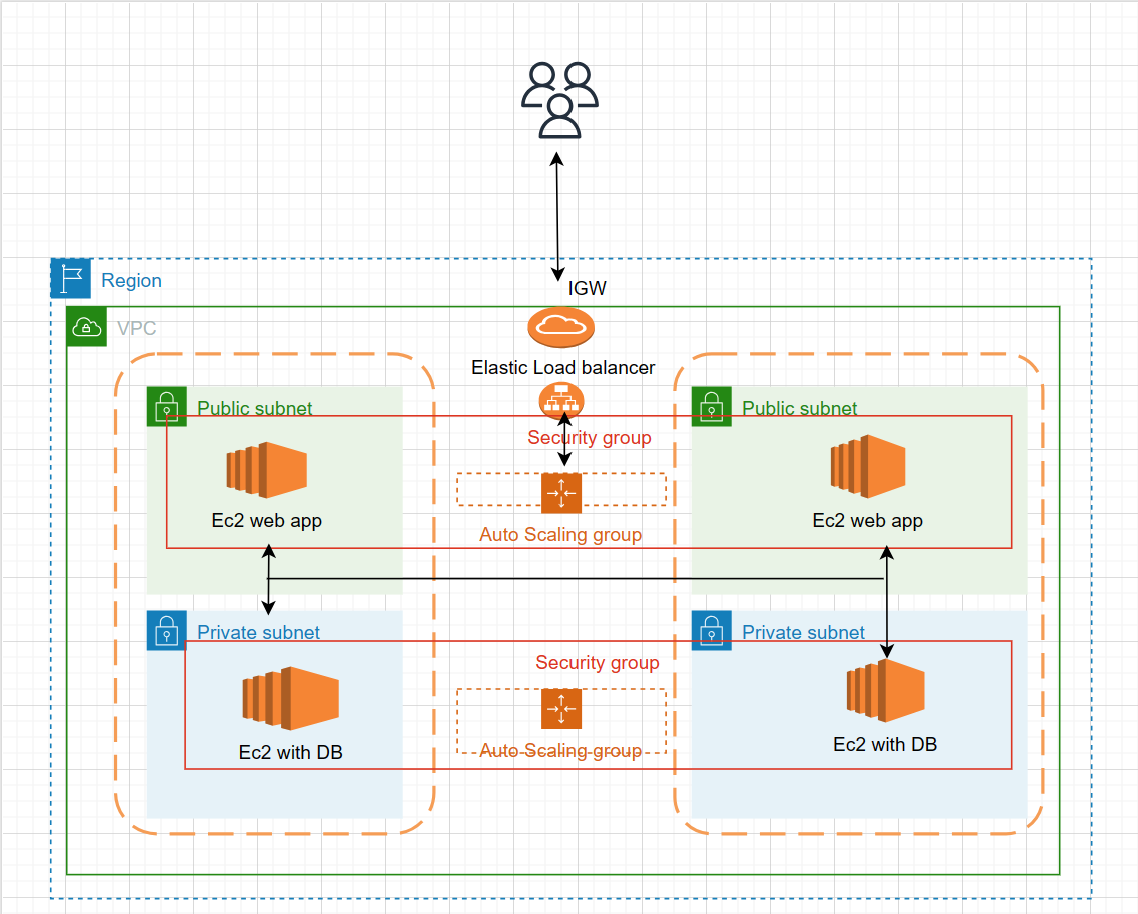 Region
IGW
VPC
Elastic Load balancer
Public subnet
Public subnet
Security group
Ec2 web app
Ec2 web app
Auto Scaling group
Private subnet
Private subnet
Security group
Ec2 with DB
Auto Scaling group
Ec2 with DB